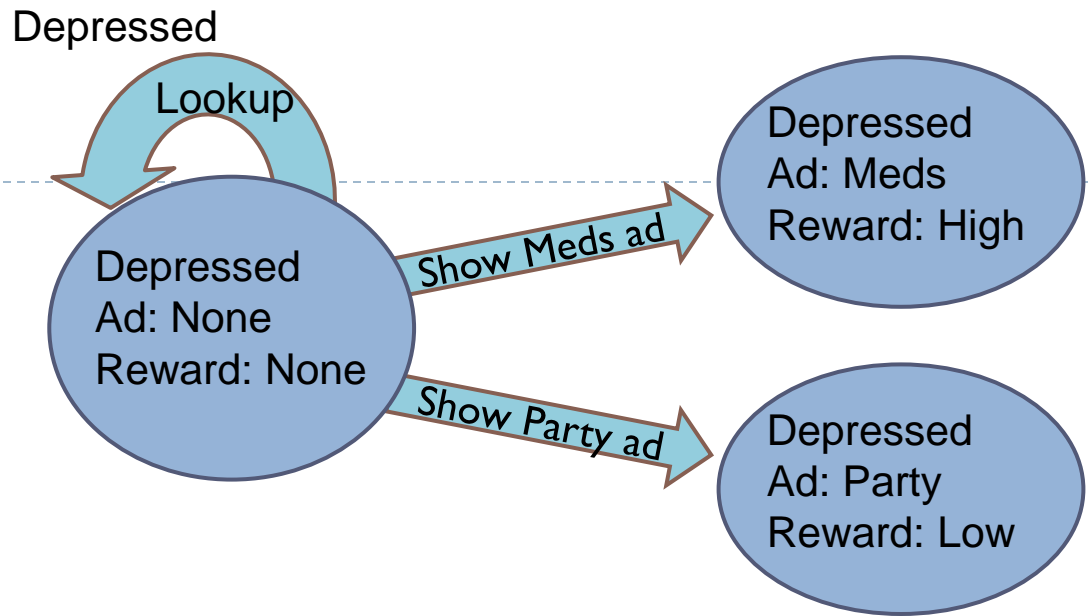 Depressed
Lookup
Depressed
Ad: None
Reward: None
Show Meds ad
Show Party ad
Depressed
Ad: Meds
Reward: High
Depressed
Ad: Party
Reward: Low